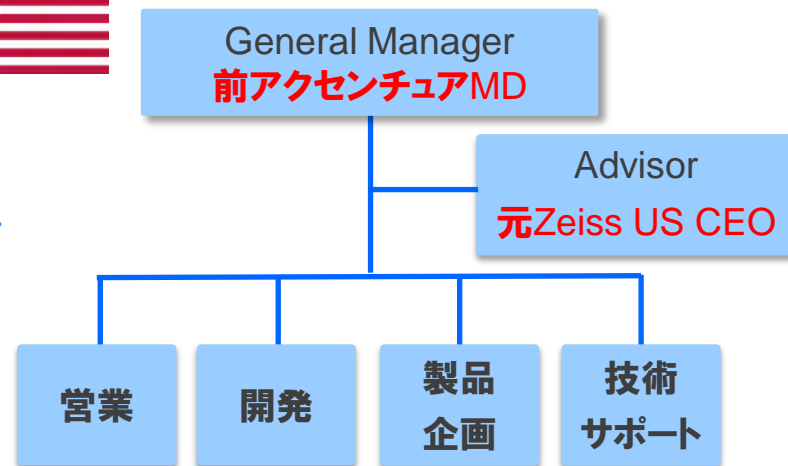 General Manager
前アクセンチュアMD
Advisor
元Zeiss US CEO
営業
開発
製品
企画
技術
サポート